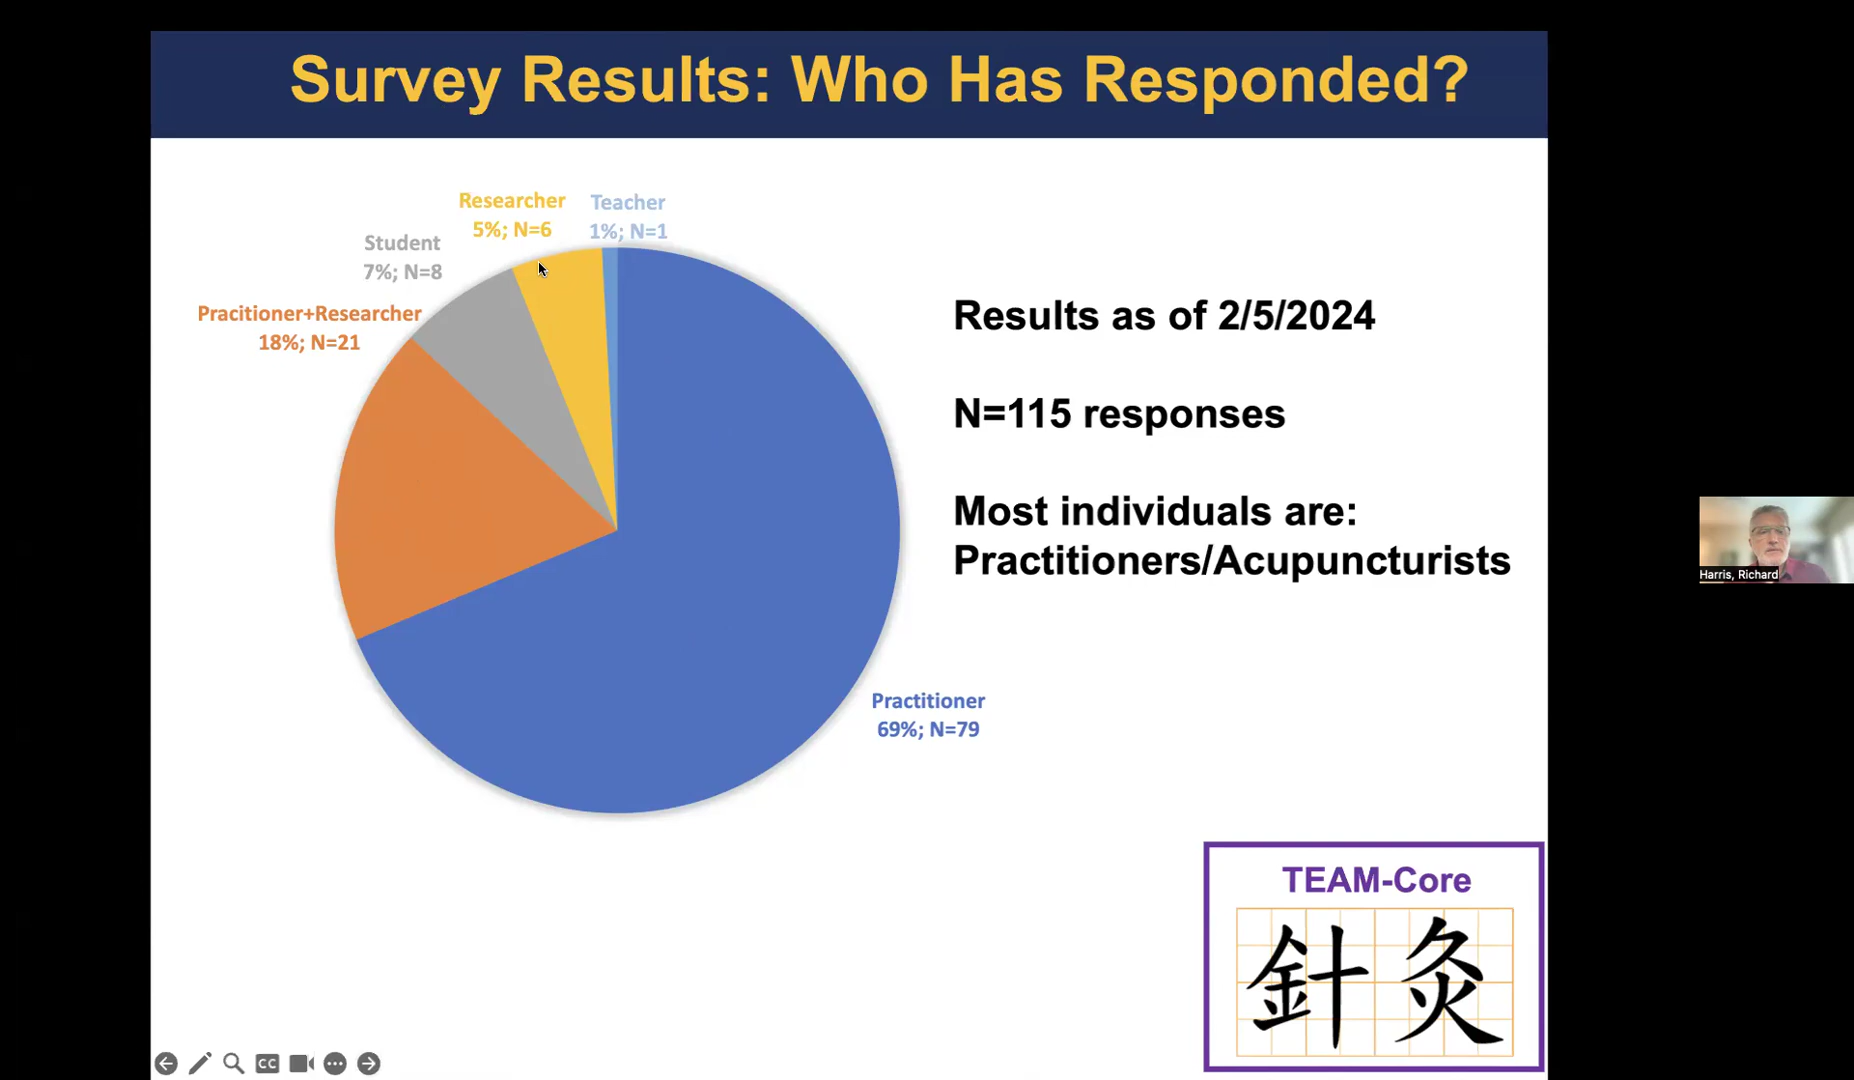 Survey Results: Who Has Responded?
Researcher
5%; N=6
Teacher
1%; N=1
Student
7%; N=8
Pracitioner+Researcher
18%; N=21
Results as of 2/5/2024
N=115 responses
Most individuals are:
Practitioners/Acupuncturists
Harris, Richard
Practitioner
69%; N=79
TEAM-Core
針灸
CC